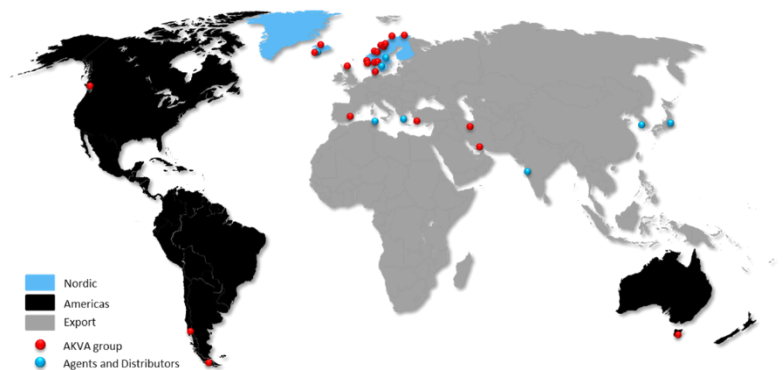 Nordic
Americas
Export
AKVA group
Agents and Distributors